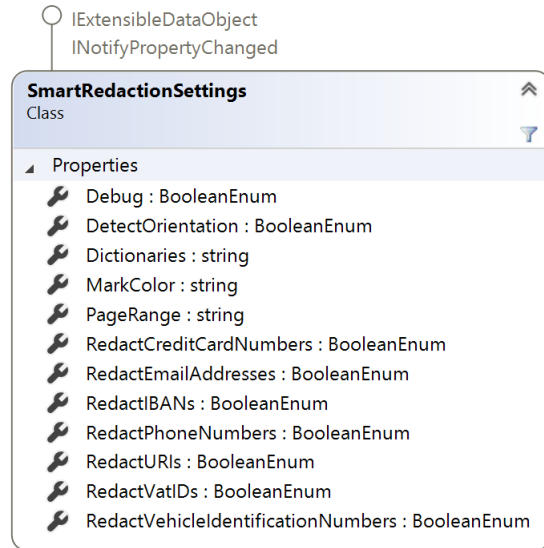 IExtensibleDataObject
INotifyPropertyChanged
SmartRedactionSettings
Class
Properties
Debug : BooleanEnum
DetectOrientation : BooleanEnum
Dictionaries : string
MarkColor : string
PageRange : string
RedactCreditCardNumbers : BooleanEnum
RedactEmailAddresses : BooleanEnum
RedactIBANs : BooleanEnum
RedactPhoneNumbers : BooleanEnum
RedactURIs : BooleanEnum
RedactVatIDs : BooleanEnum
RedactVehicleIdentificationNumbers : BooleanEnum